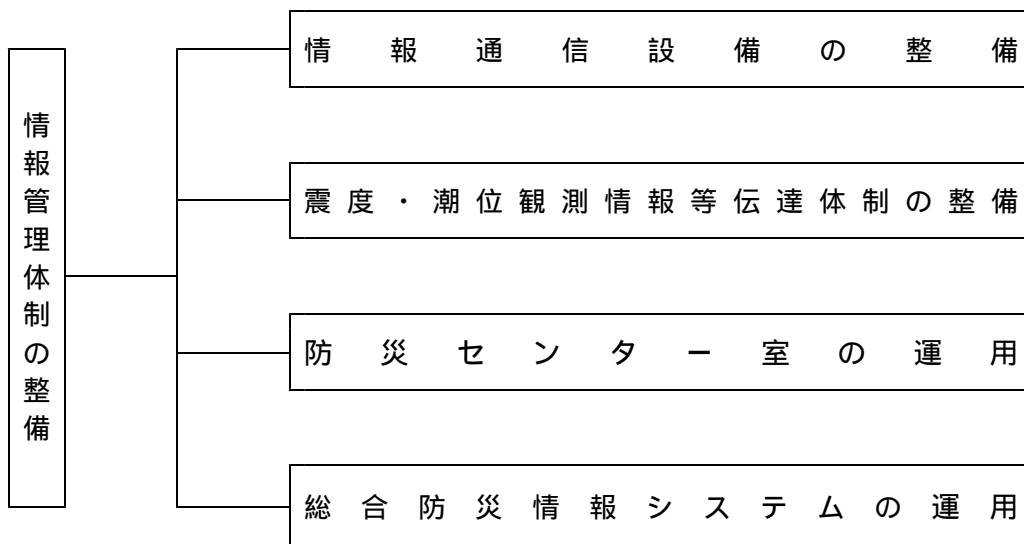 情報管理体制の整備
情報通信設備の整備
震度・潮位観測情報等伝達体制の整備
防災センター室の運用
総合防災情報システムの運用